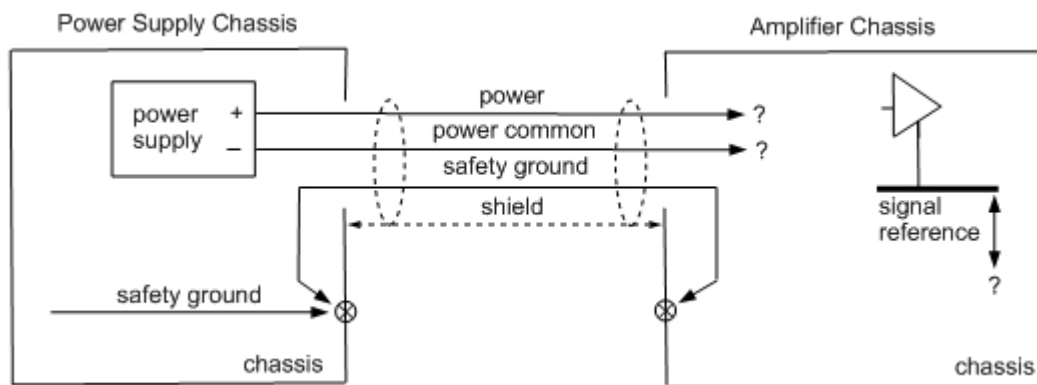 Power Supply Chassis
Amplifier Chassis
power
supply
+
–
power
power common
safety ground
shield
?
?
signal
reference
?
safety ground
chassis
chassis